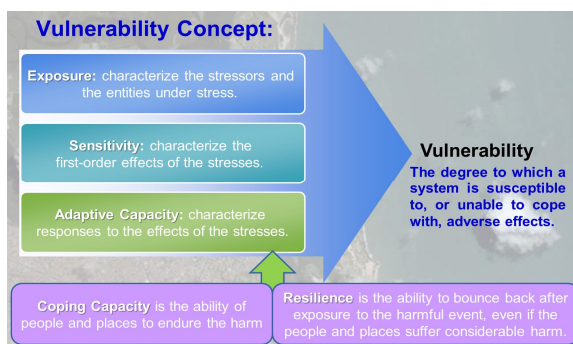 Vulnerability Concept:
Exposure: characterize the stressors and
the entities under stress.
Sensitivity: characterize the
first-order effects of the stresses.
Adaptive Capacity: characterize
responses to the effects of the stresses.
Vulnerability
The degree to which a
system is susceptible
to, or unable to cope
with, adverse effects.
Coping Capacity is the ability of
people and places to endure the harm
Resilience is the ability to bounce back after
exposure to the harmful event, even if the
people and places suffer considerable harm.